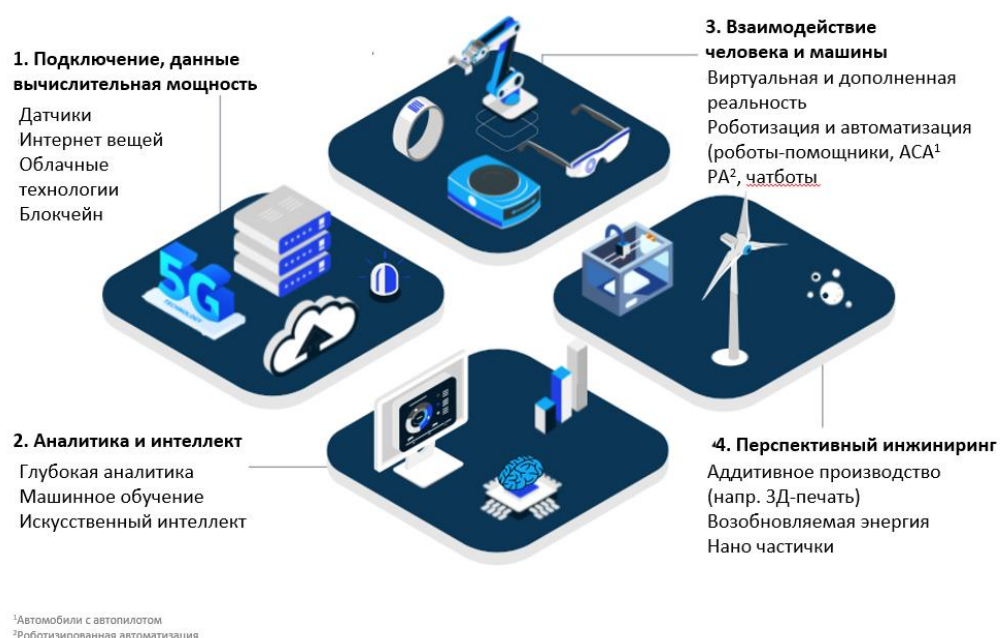 1. Подключение, данные
вычислительная мощность
Датчики
Интернет вещей
Облачные
технологии
Блокчейн
3. Взаимодействие
человека и машины
Виртуальная и дополненная
реальность
Роботизация и автоматизация
(роботы-помощники, АСА¹
РА², чатботы
5G
TECHNOLOGY
2. Аналитика и интеллект
Глубокая аналитика
Машинное обучение
Искусственный интеллект
4. Перспективный инжиниринг
Аддитивное производство
(напр. 3Д-печать)
Возобновляемая энергия
Нано частички
¹Автомобили с автопилотом
²Роботизированная автоматизация